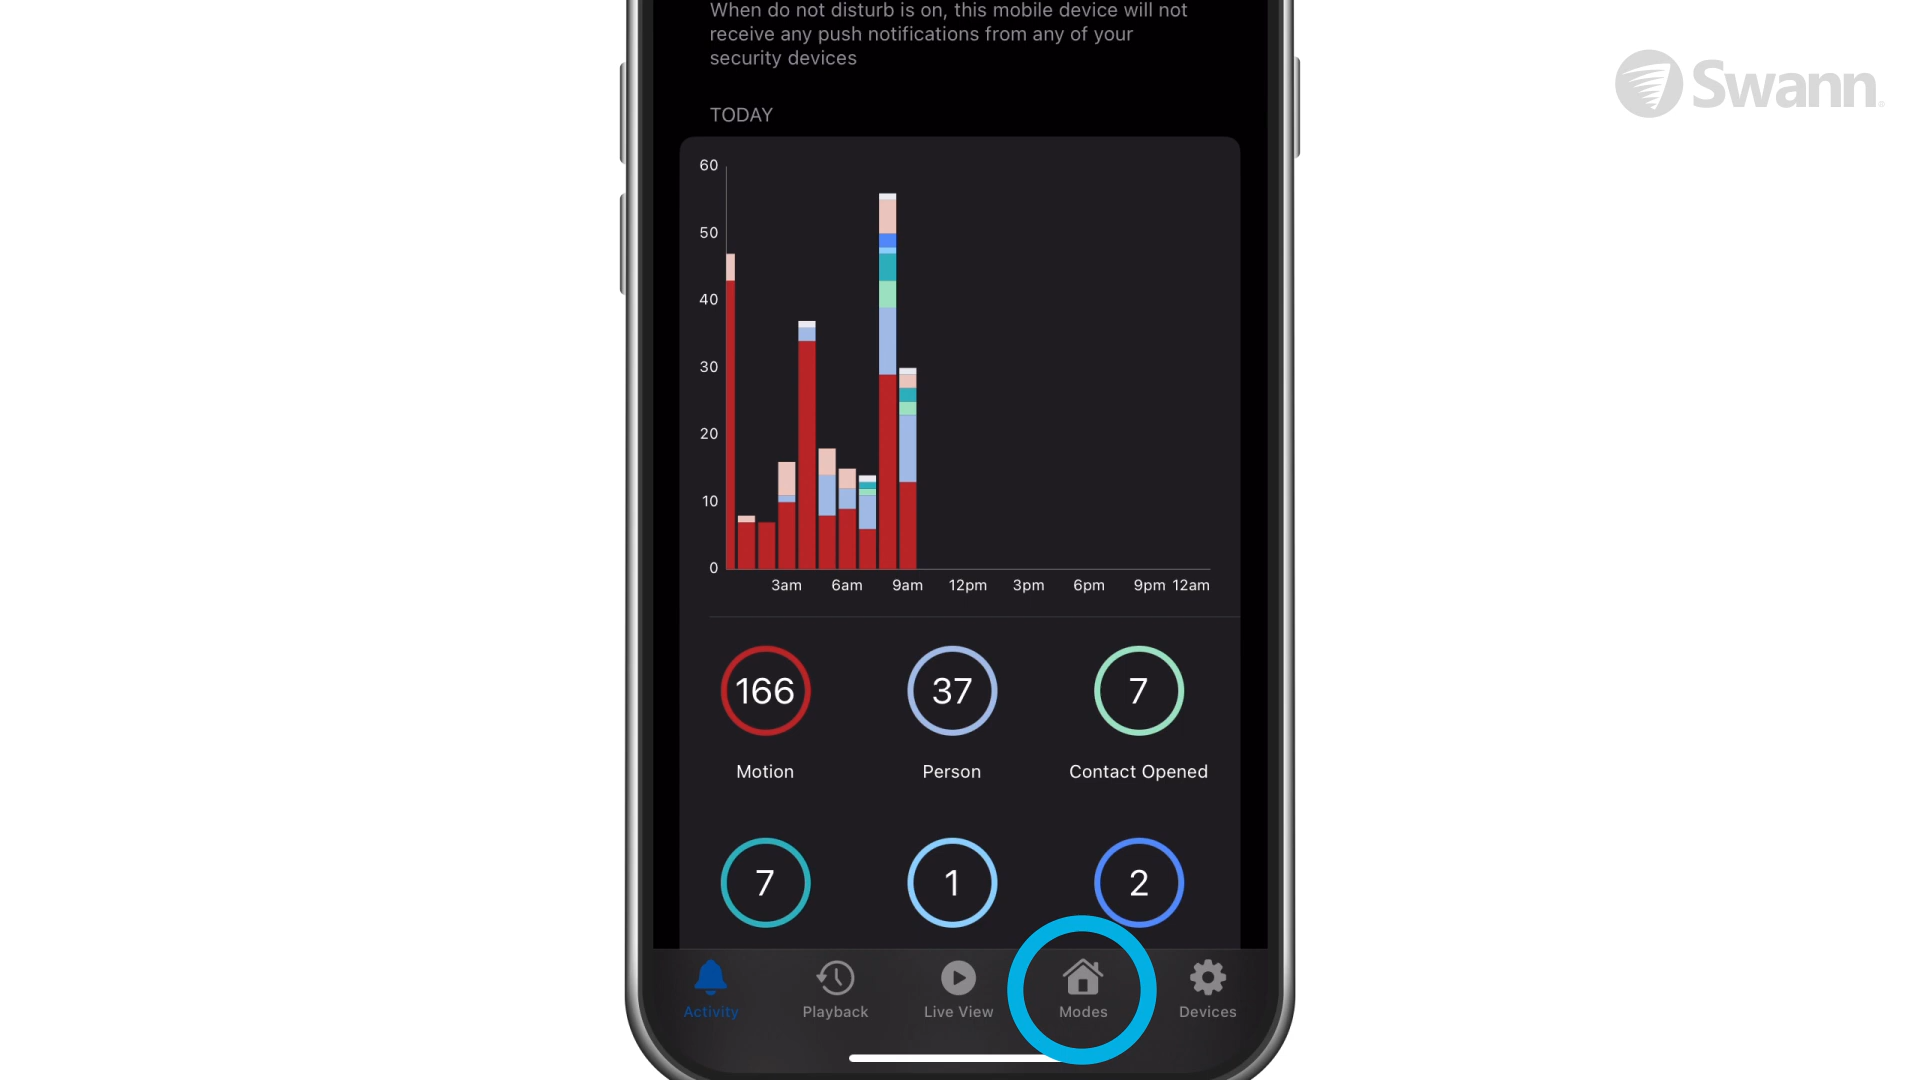 When do not disturb is on, this mobile device will not
receive any push notifications from any of your
security devices
Swann
TODAY
60
50
40
30
20
10
0
3am 6am 9am 12pm 3pm 6pm 9pm 12am
166 37 7
Motion Person Contact Opened
7 1 2
Activity Playback Live View Modes Devices